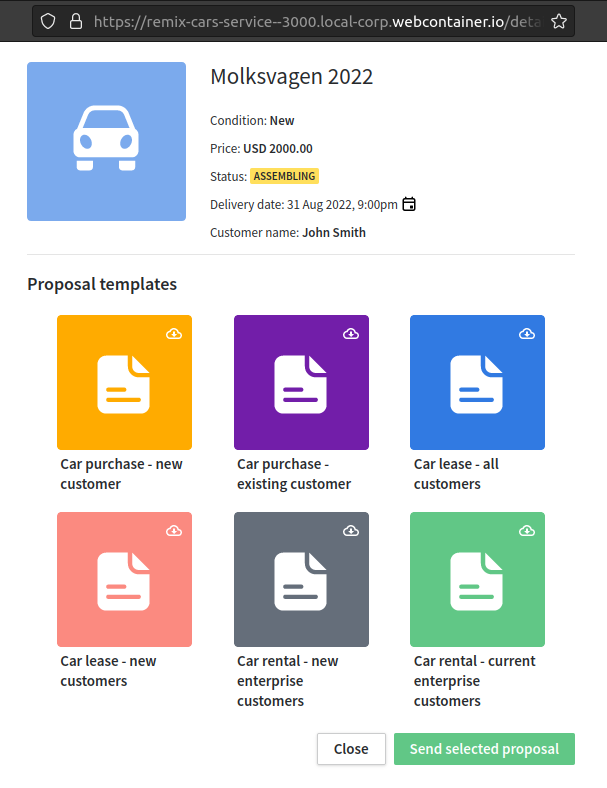 https://remix-cars-service--3000.local-corp.webcontainer.io/deta
Molksvagen 2022
Condition: New
Price: USD 2000.00
Status: ASSEMBLING
Delivery date: 31 Aug 2022, 9:00pm
Customer name: John Smith
Proposal templates
Car purchase - new
customer
Car purchase -
existing customer
Car lease - all
customers
Car lease - new
customers
Car rental - new
enterprise
customers
Car rental - current
enterprise
customers
Close
Send selected proposal